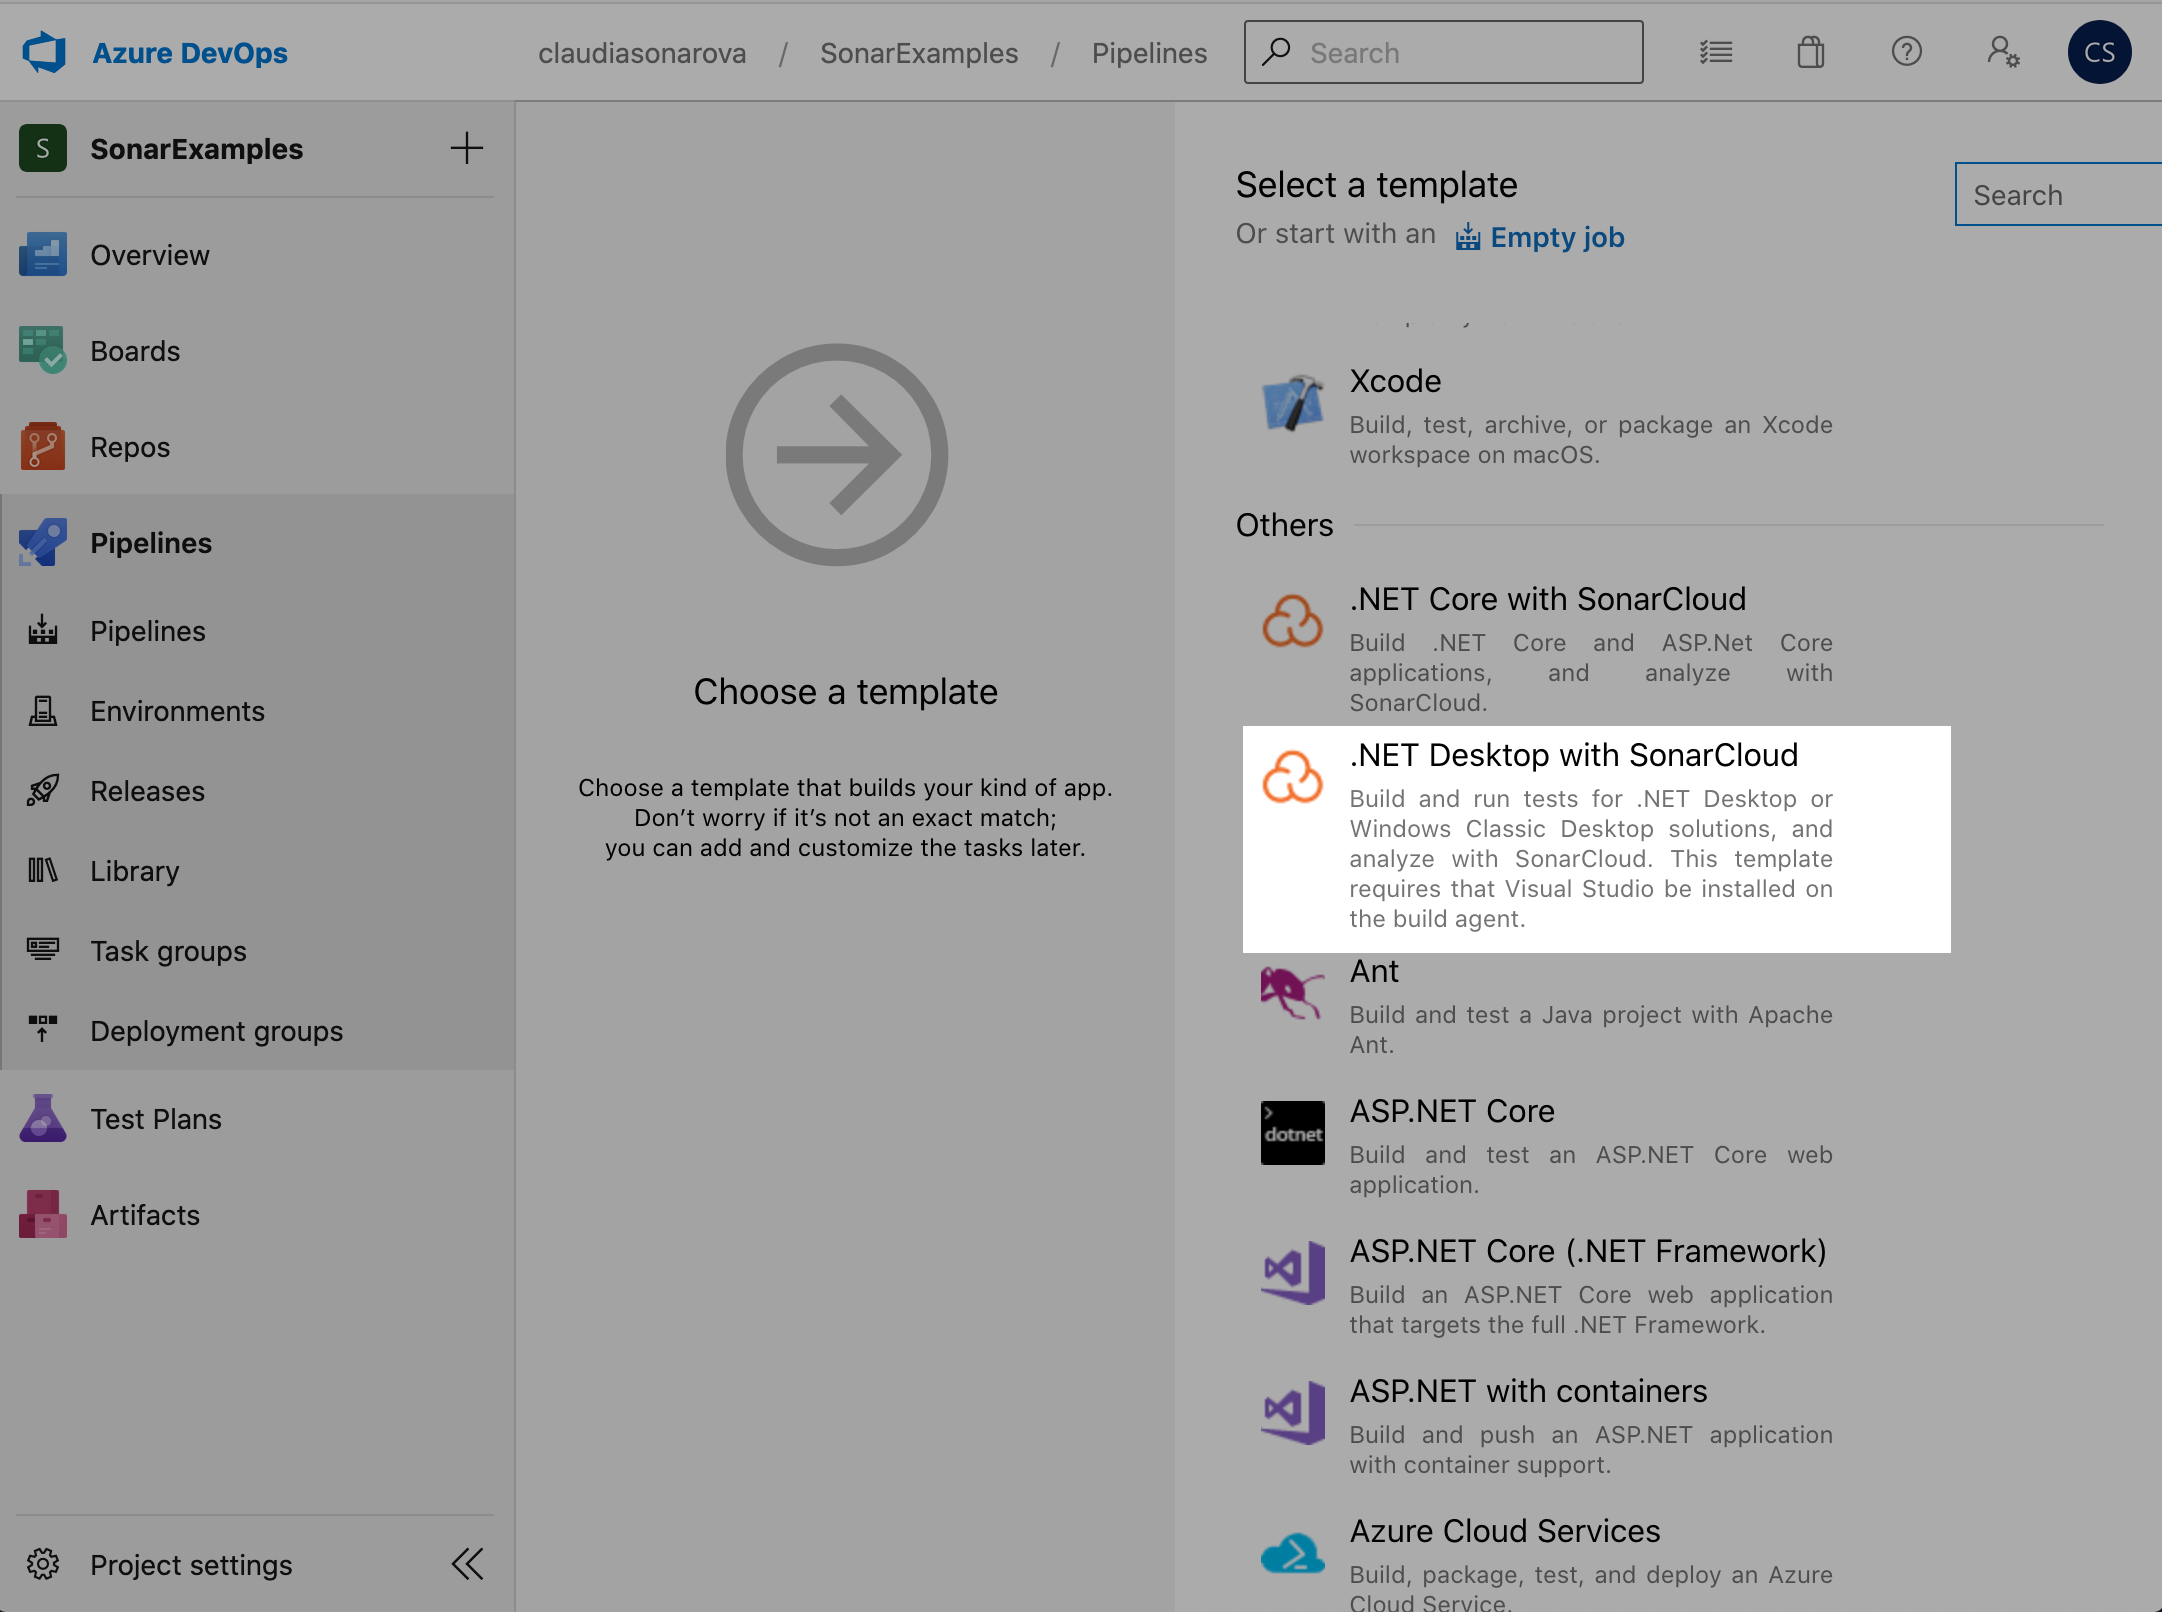 Azure DevOps
claudiasonarova / SonarExamples / Pipelines
Search
CS
S SonarExamples
Overview
Boards
Repos
Pipelines
Pipelines
Environments
Releases
Library
Task groups
Deployment groups
Test Plans
Artifacts
Project settings
Choose a template
Choose a template that builds your kind of app.
Don’t worry if it’s not an exact match;
you can add and customize the tasks later.
Select a template
Or start with an Empty job
Search
Xcode
Build, test, archive, or package an Xcode
workspace on macOS.
Others
.NET Core with SonarCloud
Build .NET Core and ASP.Net Core
applications, and analyze with
SonarCloud.
.NET Desktop with SonarCloud
Build and run tests for .NET Desktop or
Windows Classic Desktop solutions, and
analyze with SonarCloud. This template
requires that Visual Studio be installed on
the build agent.
Ant
Build and test a Java project with Apache
Ant.
dotnet
ASP.NET Core
Build and test an ASP.NET Core web
application.
ASP.NET Core (.NET Framework)
Build an ASP.NET Core web application
that targets the full .NET Framework.
ASP.NET with containers
Build and push an ASP.NET application
with container support.
Azure Cloud Services
Build, package, test, and deploy an Azure
Cloud Service.